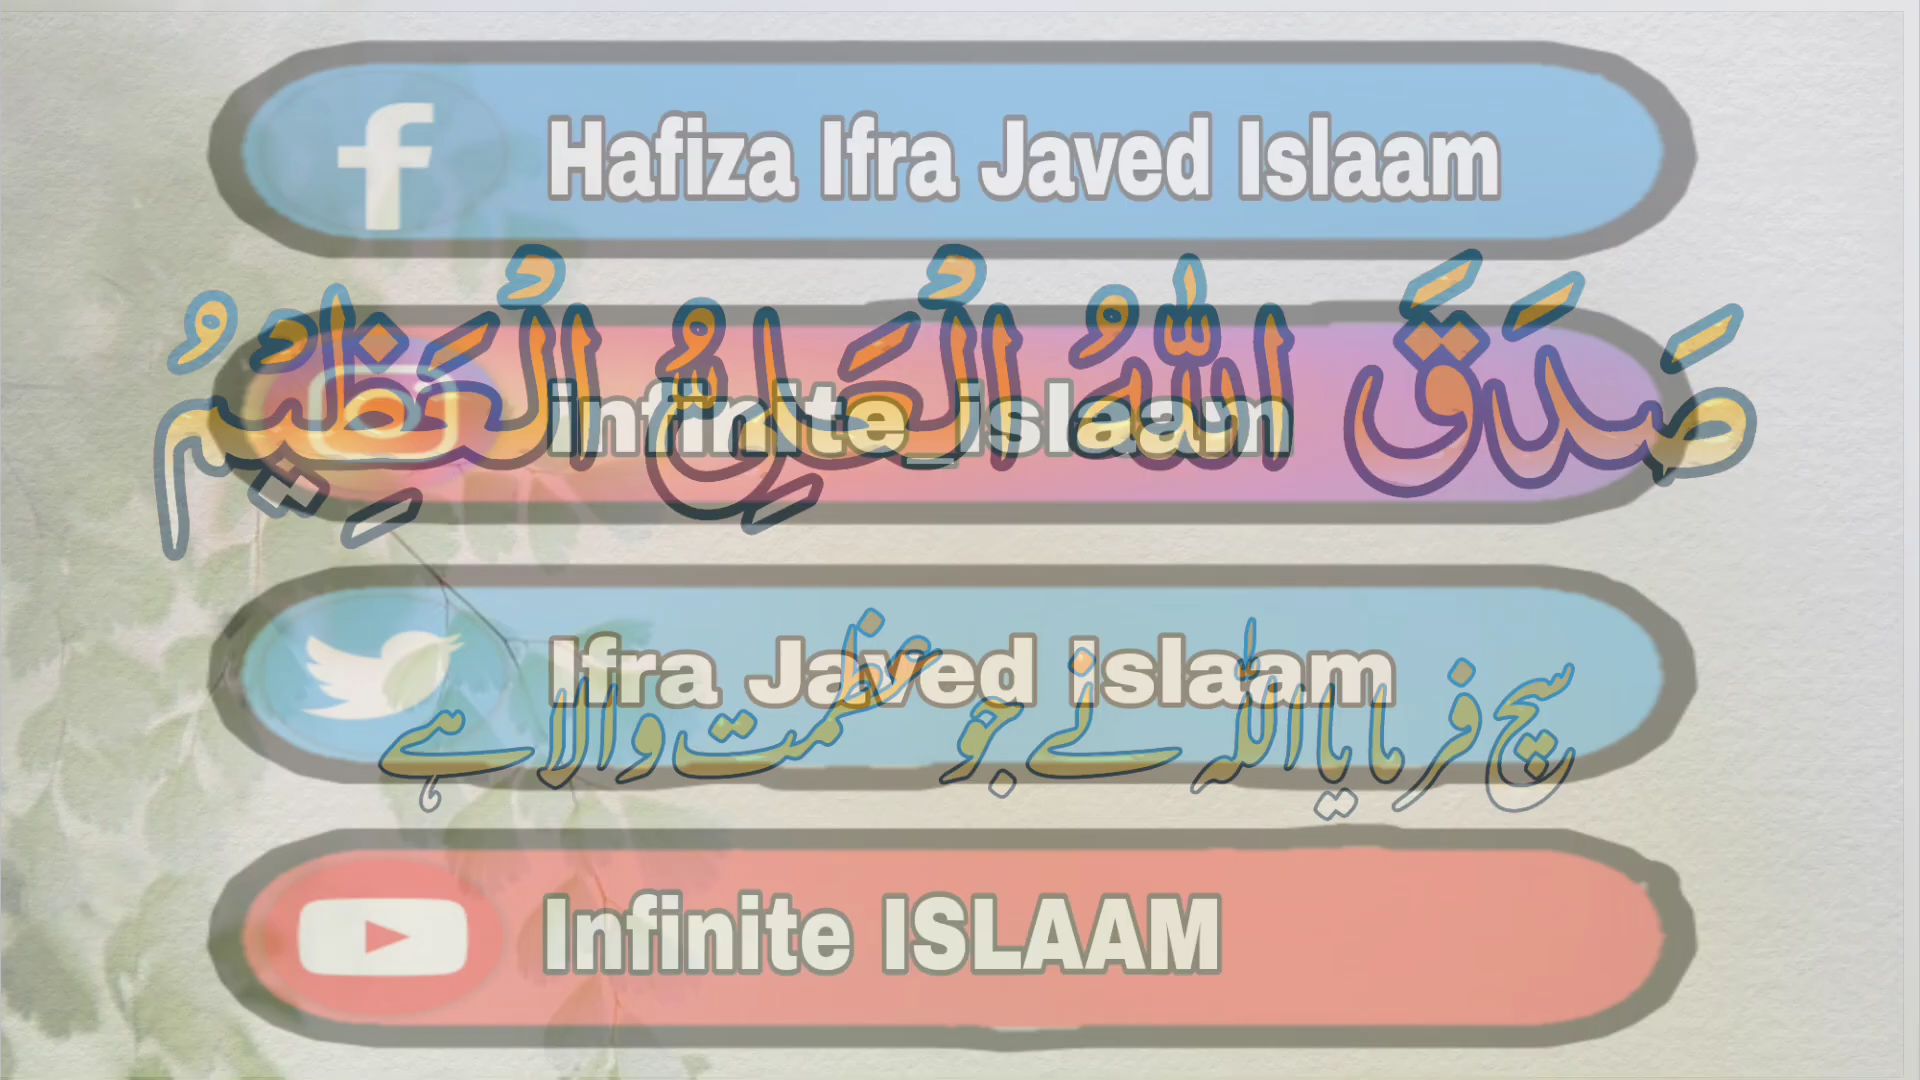 Hafiza Ifra Javed Islaam
صَدَقَ اللّٰهُ الُعَلِیُّ الُعَظِیُمُ
infinite_islaam
Ifra Javed islaam
سچ فرمایا اللّٰہ نے جو عظمت والا ہے
Infinite ISLAAM